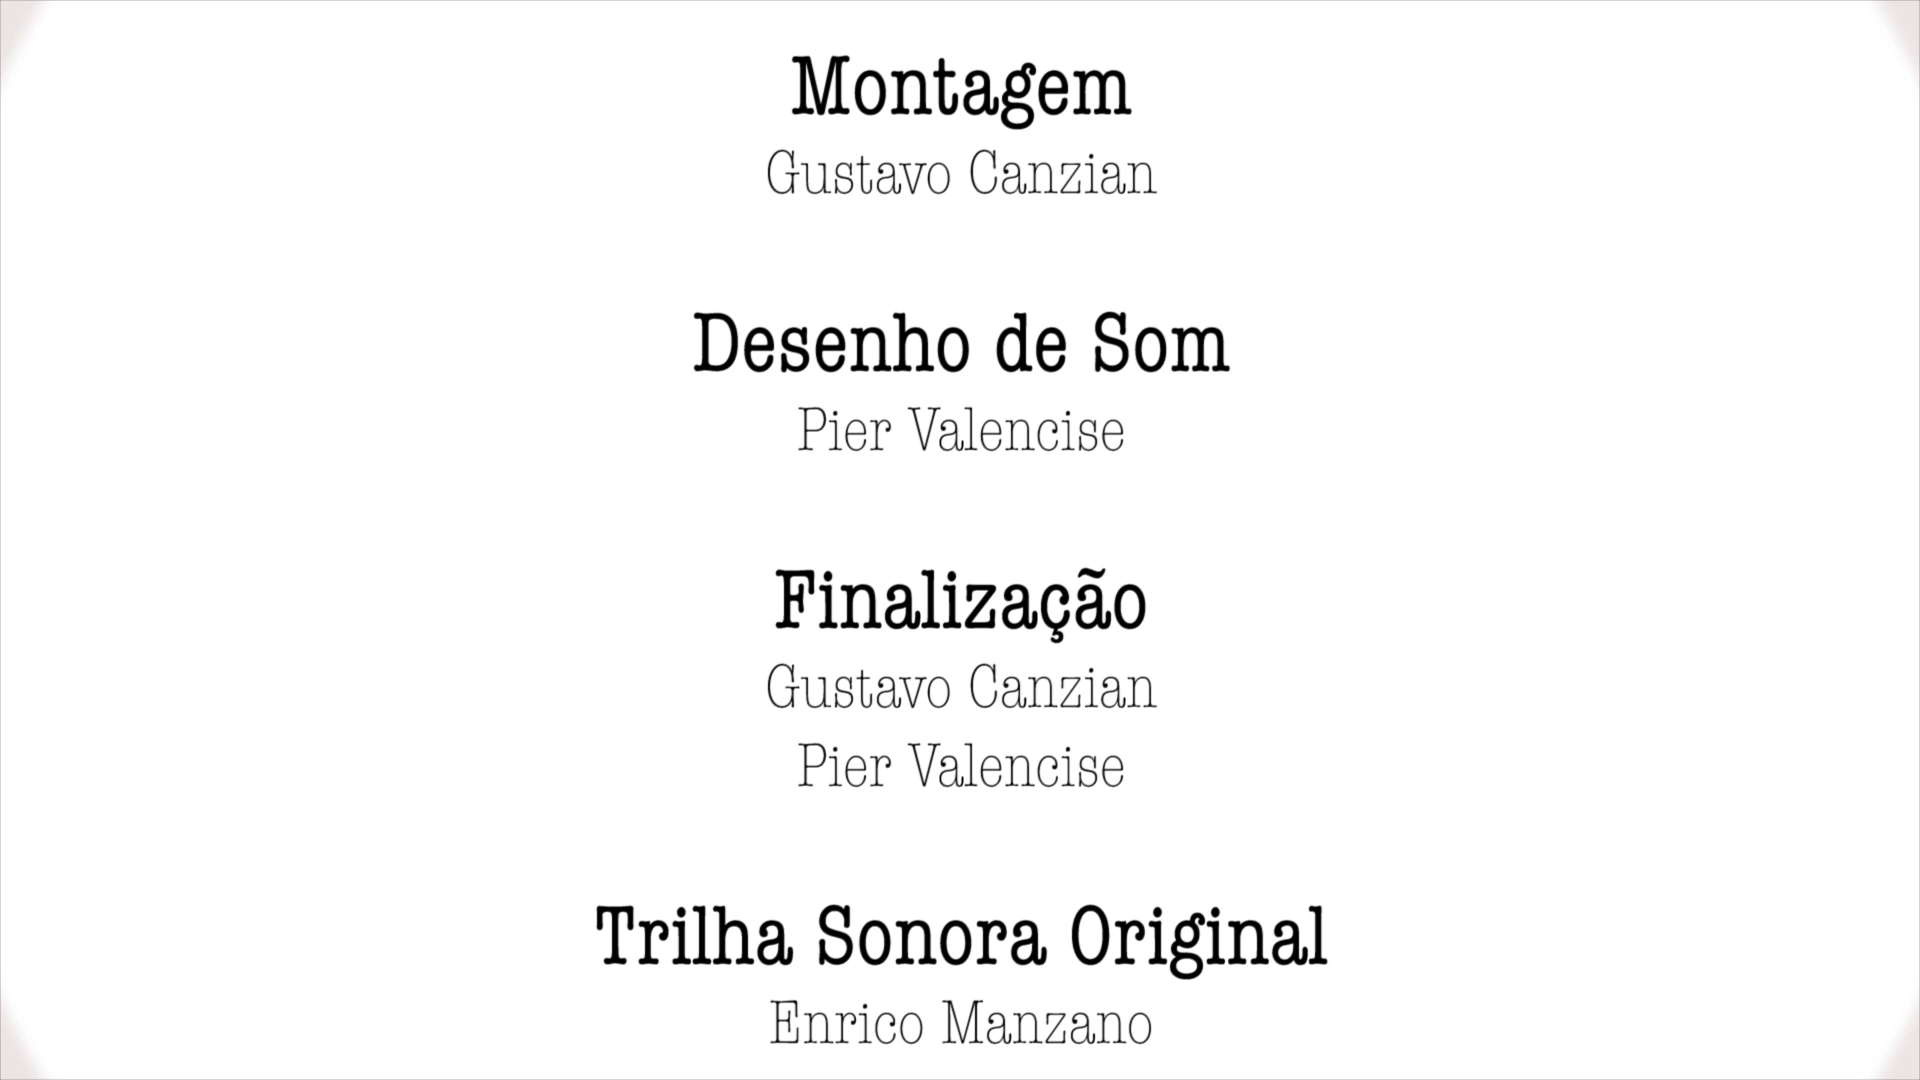 Montagem
Gustavo Canzian
Desenho de Som
Pier Valencise
Finalização
Gustavo Canzian
Pier Valencise
Trilha Sonora Original
Enrico Manzano